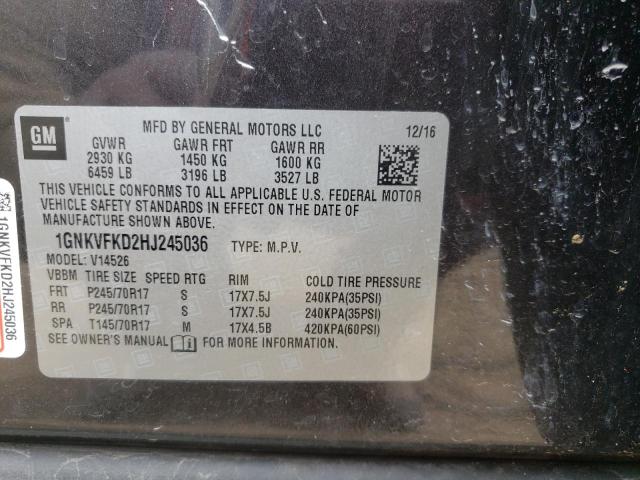 GM
MFD BY GENERAL MOTORS LLC 12/16
GVWR GAWR FRT GAWR RR
2930 KG 1450 KG 1600 KG
6459 LB 3196 LB 3527 LB
THIS VEHICLE CONFORMS TO ALL APPLICABLE U.S. FEDERAL MOTOR
VEHICLE SAFETY STANDARDS IN EFFECT ON THE DATE OF
MANUFACTURE SHOWN ABOVE.
1GNKVFKD2HJ245036 TYPE: M.P.V.
MODEL: V14526
VBBM TIRE SIZE SPEED RTG RIM COLD TIRE PRESSURE
FRT P245/70R17 S 17X7.5J 240KPA(35PSI)
RR P245/70R17 S 17X7.5J 240KPA(35PSI)
SPA T145/70R17 M 17X4.5B 420KPA(60PSI)
SEE OWNER'S MANUAL FOR MORE INFORMATION.
1GNKVFKD2HJ245036